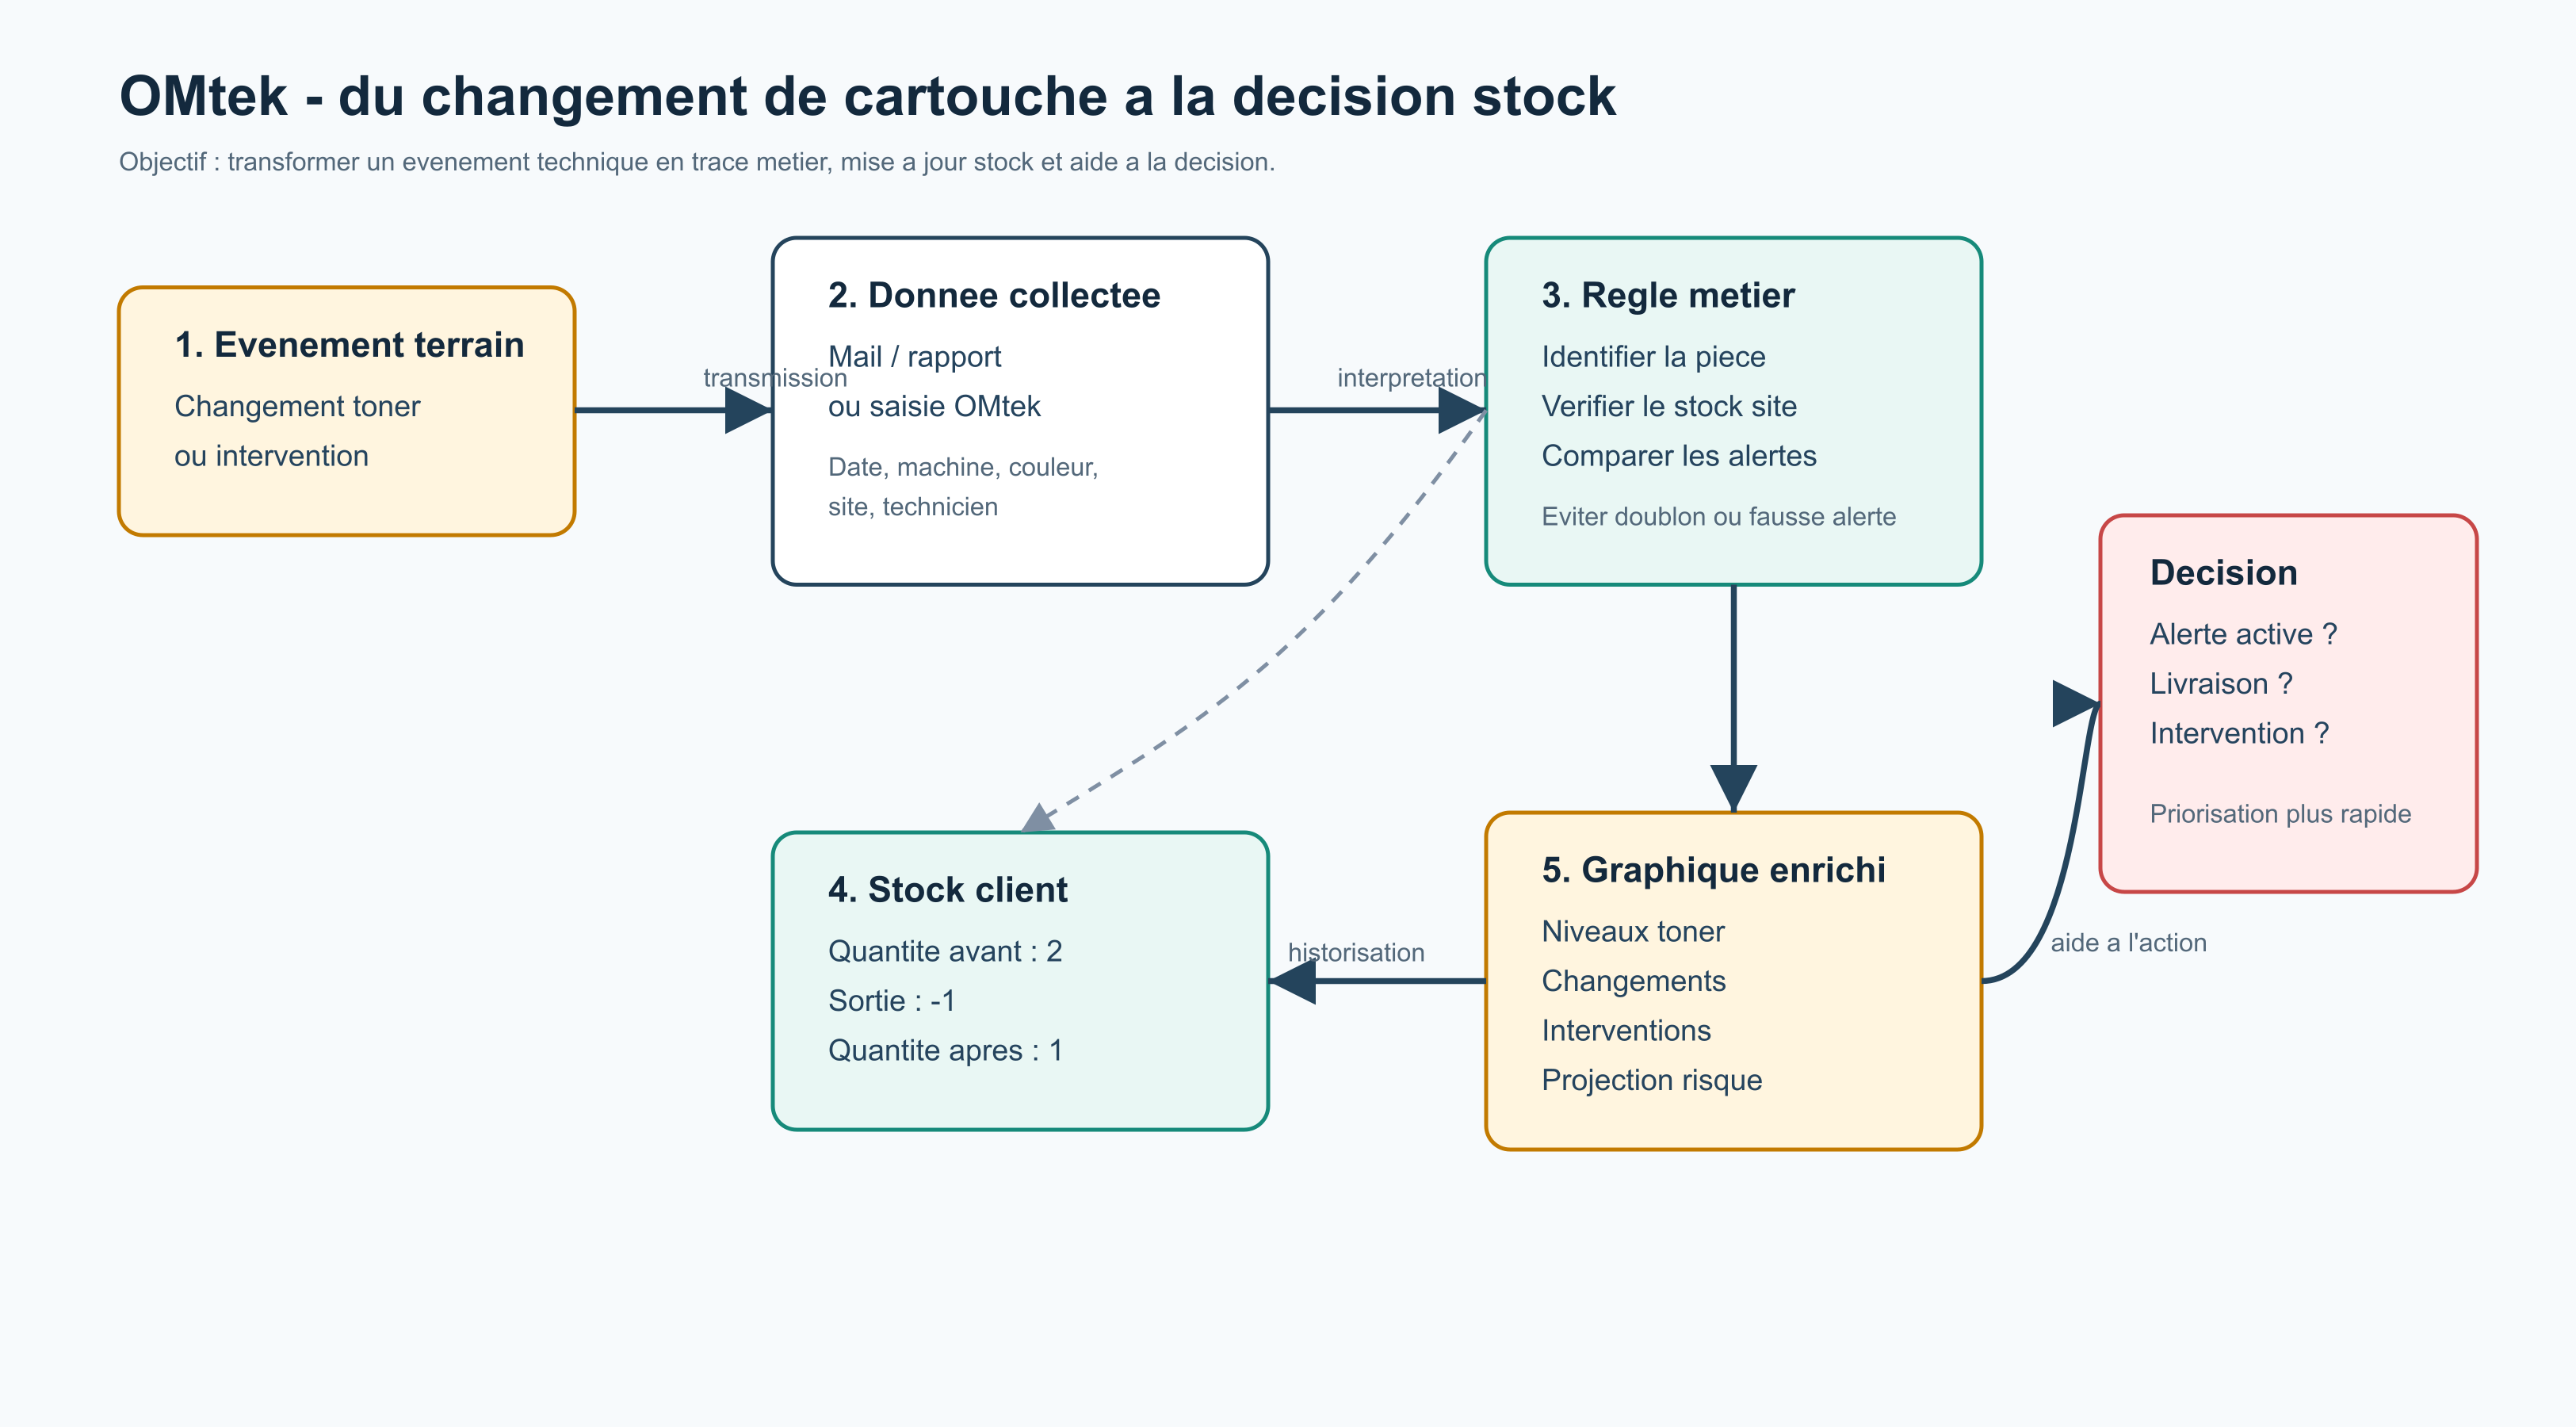 OMtek - du changement de cartouche a la decision stock
Objectif : transformer un evenement technique en trace metier, mise a jour stock et aide a la decision.
1. Evenement terrain
Changement toner
ou intervention
transmission
2. Donnee collectee
Mail / rapport
ou saisie OMtek
Date, machine, couleur,
site, technicien
interpretation
3. Regle metier
Identifier la piece
Verifier le stock site
Comparer les alertes
Eviter doublon ou fausse alerte
Decision
Alerte active ?
Livraison ?
Intervention ?
Priorisation plus rapide
4. Stock client
Quantite avant : 2
Sortie : -1
Quantite apres : 1
historisation
5. Graphique enrichi
Niveaux toner
Changements
Interventions
Projection risque
aide a l'action